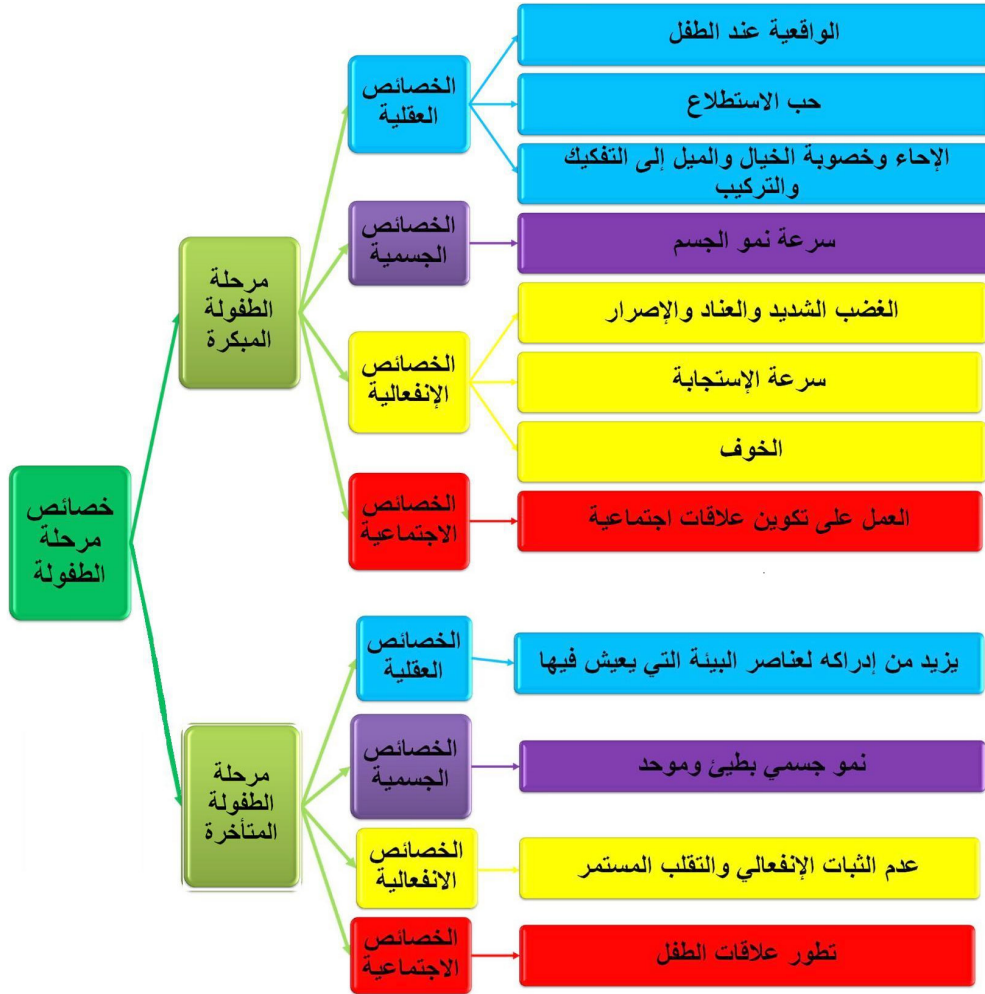 خصائص
مرحلة
الطفولة
مرحلة
الطفولة
المبكرة
الخصائص
العقلية
الواقعية عند الطفل
حب الاستطلاع
الإحاء وخصوبة الخيال والميل إلى التفكيك
والتركيب
الخصائص
الجسمية
سرعة نمو الجسم
الخصائص
الإنفعالية
الغضب الشديد والعناد والإصرار
سرعة الإستجابة
الخوف
الخصائص
الاجتماعية
العمل على تكوين علاقات اجتماعية
مرحلة
الطفولة
المتأخرة
الخصائص
العقلية
يزيد من إدراكه لعناصر البيئة التي يعيش فيها
الخصائص
الجسمية
نمو جسمي بطيئ وموحد
الخصائص
الانفعالية
عدم الثبات الإنفعالي والتقلب المستمر
الخصائص
الاجتماعية
تطور علاقات الطفل